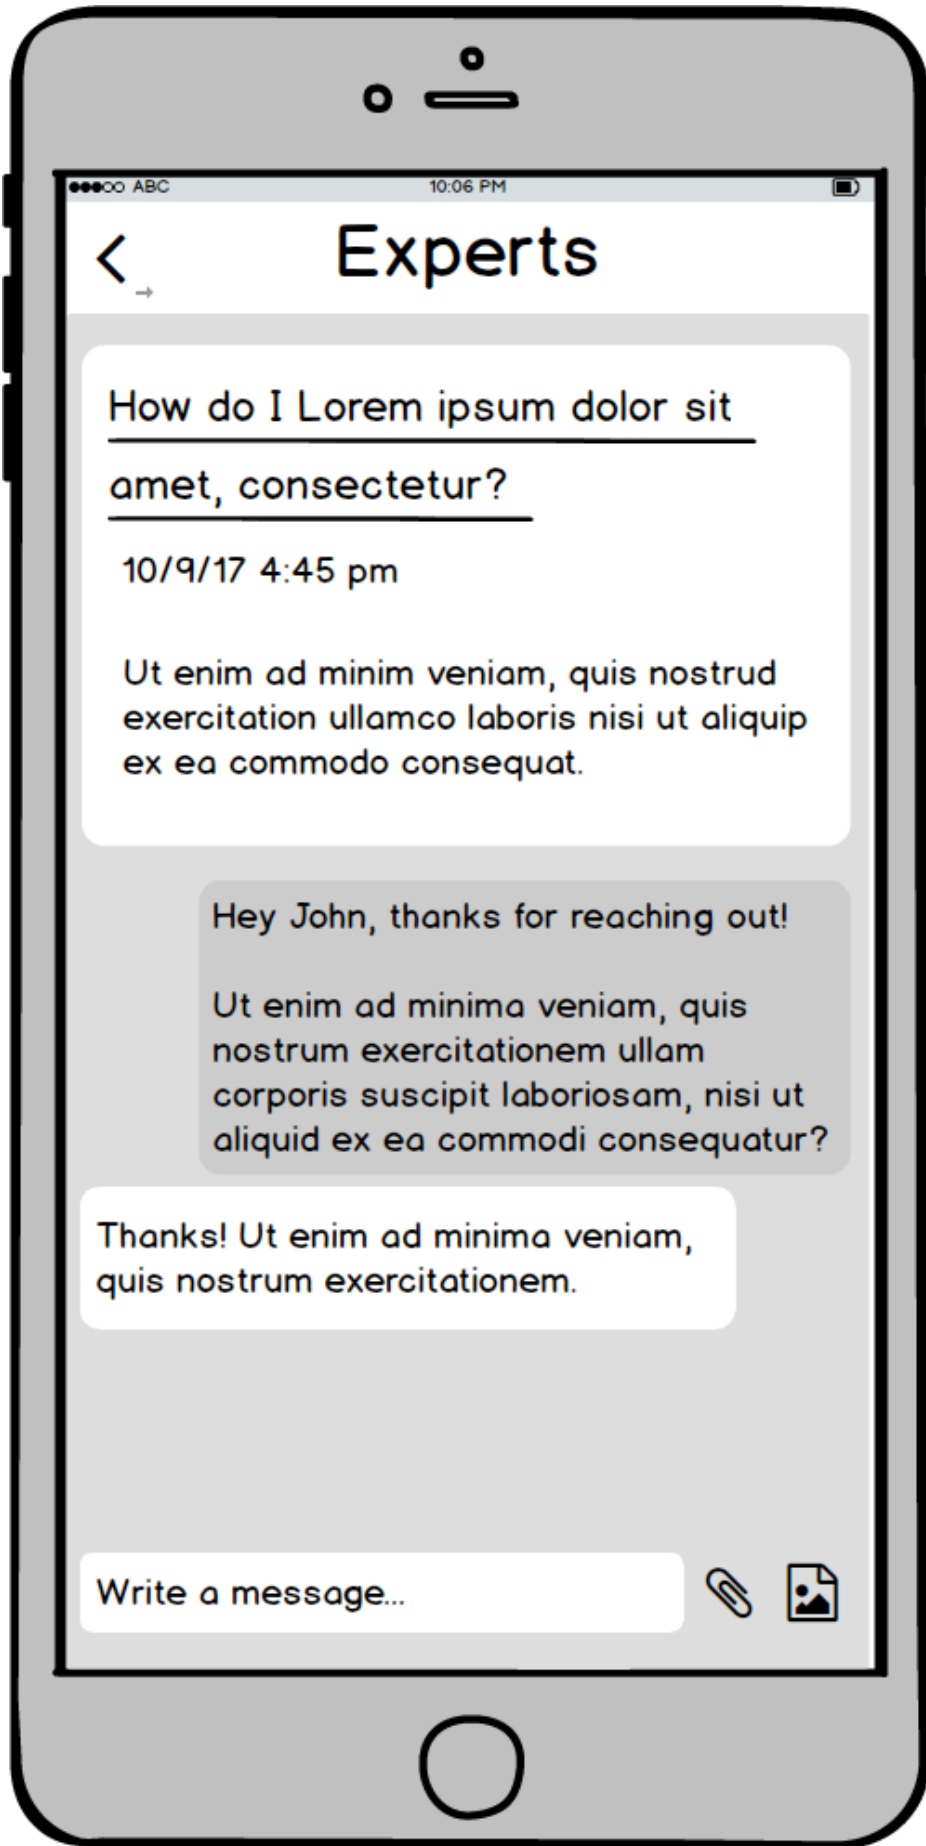 ABC 10:06 PM
Experts
How do I Lorem ipsum dolor sit
amet, consectetur?
10/9/17 4:45 pm
Ut enim ad minim veniam, quis nostrud
exercitation ullamco laboris nisi ut aliquip
ex ea commodo consequat.
Hey John, thanks for reaching out!
Ut enim ad minima veniam, quis
nostrum exercitationem ullam
corporis suscipit laboriosam, nisi ut
aliquid ex ea commodi consequatur?
Thanks! Ut enim ad minima veniam,
quis nostrum exercitationem.
Write a message...